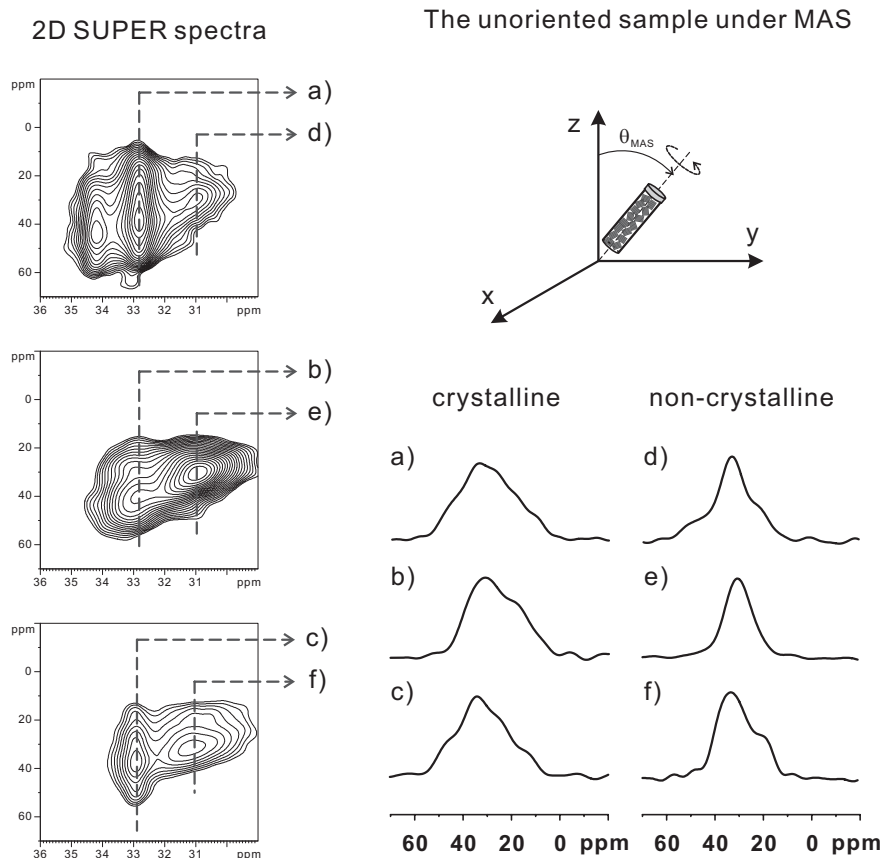 2D SUPER spectra
The unoriented sample under MAS
ppm
0
20
40
60
36 35 34 33 32 31 ppm
a)
d)
z
θMAS
y
x
ppm
0
20
40
60
36 35 34 33 32 31 ppm
b)
e)
ppm
0
20
40
60
36 35 34 33 32 31 ppm
c)
f)
crystalline
non-crystalline
a)
d)
b)
e)
c)
f)
60 40 20 0 ppm
60 40 20 0 ppm